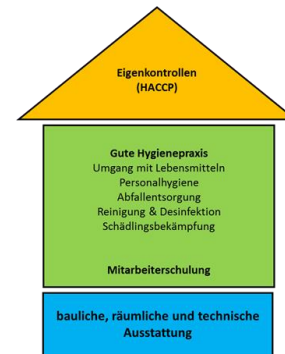 Eigenkontrollen
(HACCP)
Gute Hygienepraxis
Umgang mit Lebensmitteln
Personalhygiene
Abfallentsorgung
Reinigung & Desinfektion
Schädlingsbekämpfung
Mitarbeiterschulung
bauliche, räumliche und technische
Ausstattung